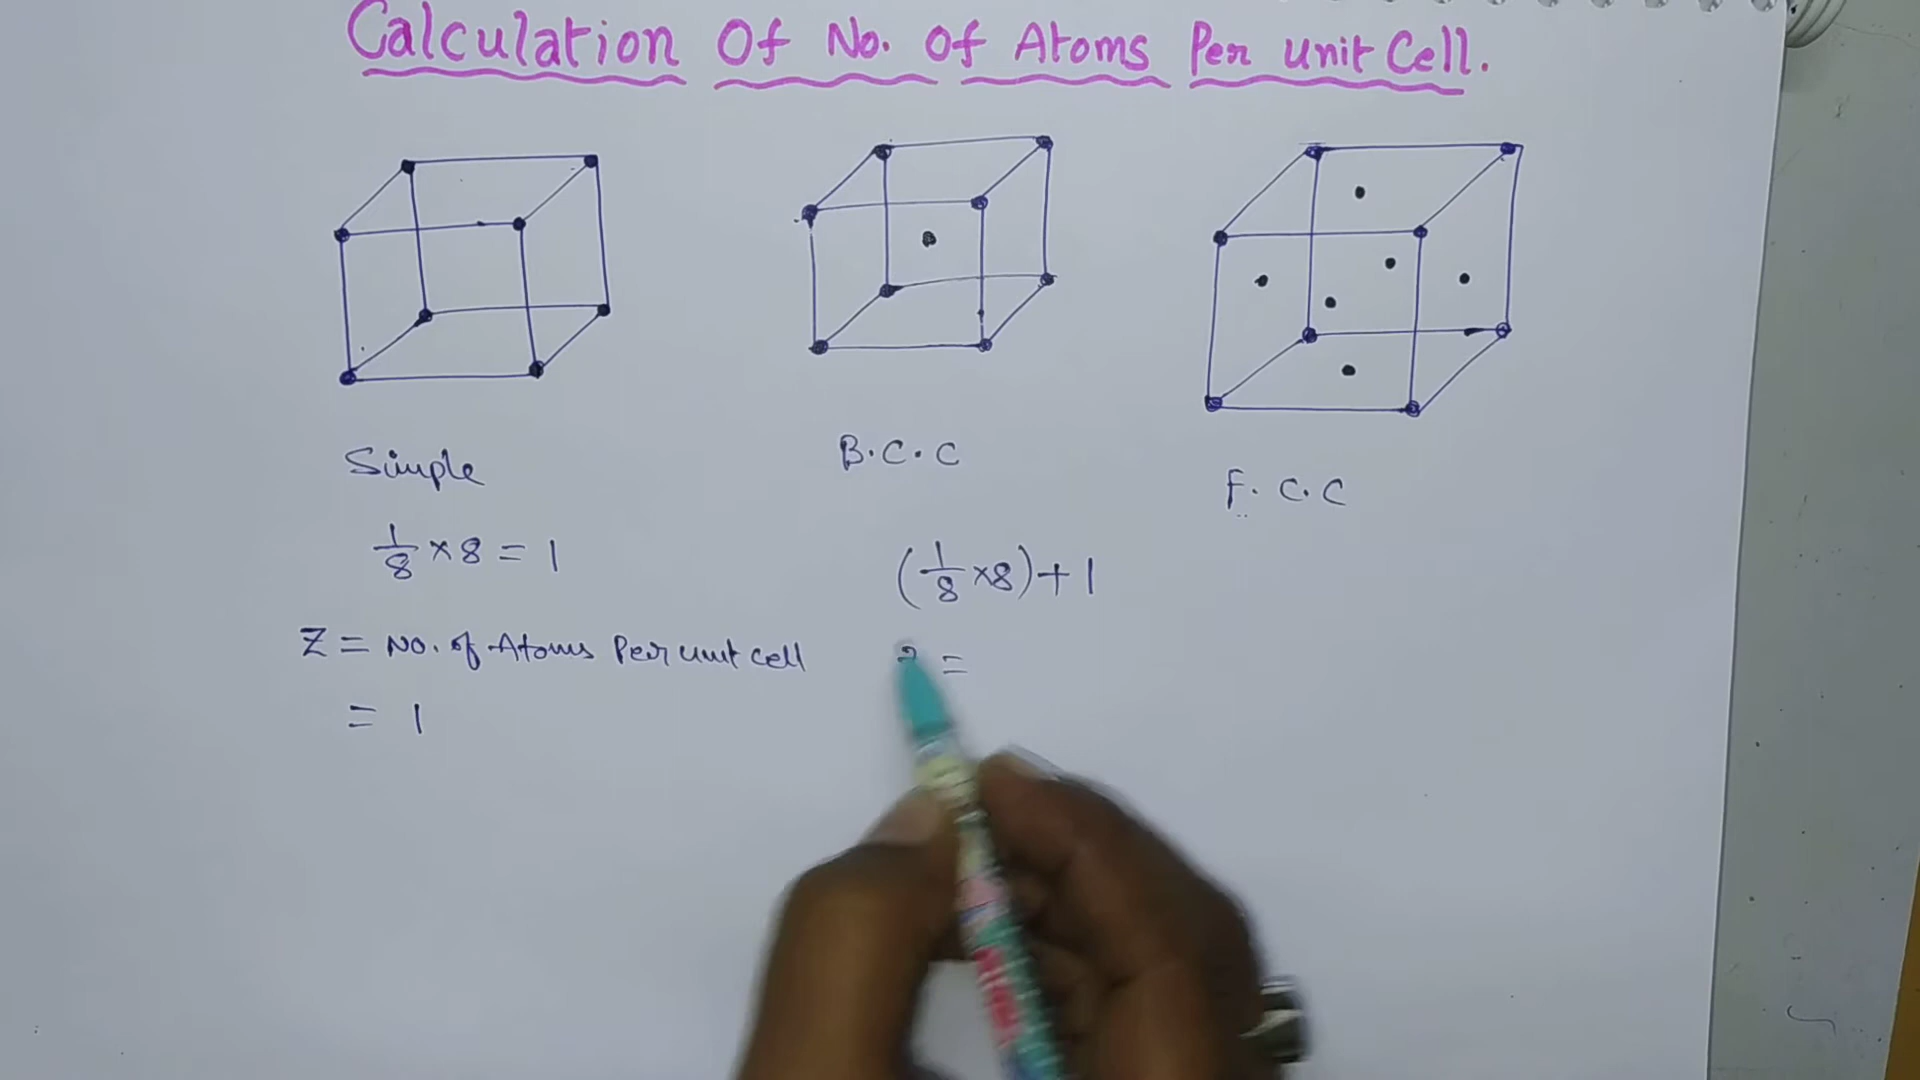 Calculation Of No. Of Atoms Per unit Cell.
Simple
1/8 × 8 = 1
Z = No. of Atoms Per unit cell
= 1
B.C.C
(1/8 × 8) + 1
=
F.C.C